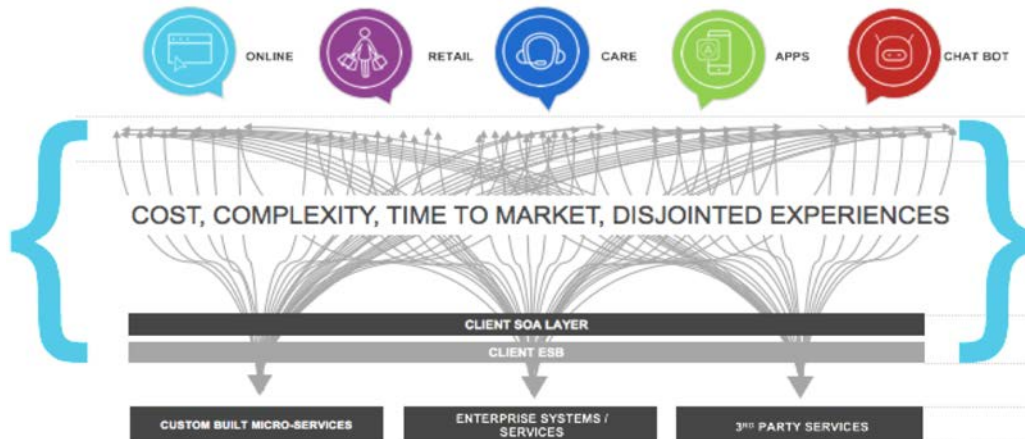 ONLINE
RETAIL
CARE
APPS
CHAT BOT
COST, COMPLEXITY, TIME TO MARKET, DISJOINTED EXPERIENCES
CLIENT SOA LAYER
CLIENT ESB
CUSTOM BUILT MICRO-SERVICES
ENTERPRISE SYSTEMS /
SERVICES
3RD PARTY SERVICES